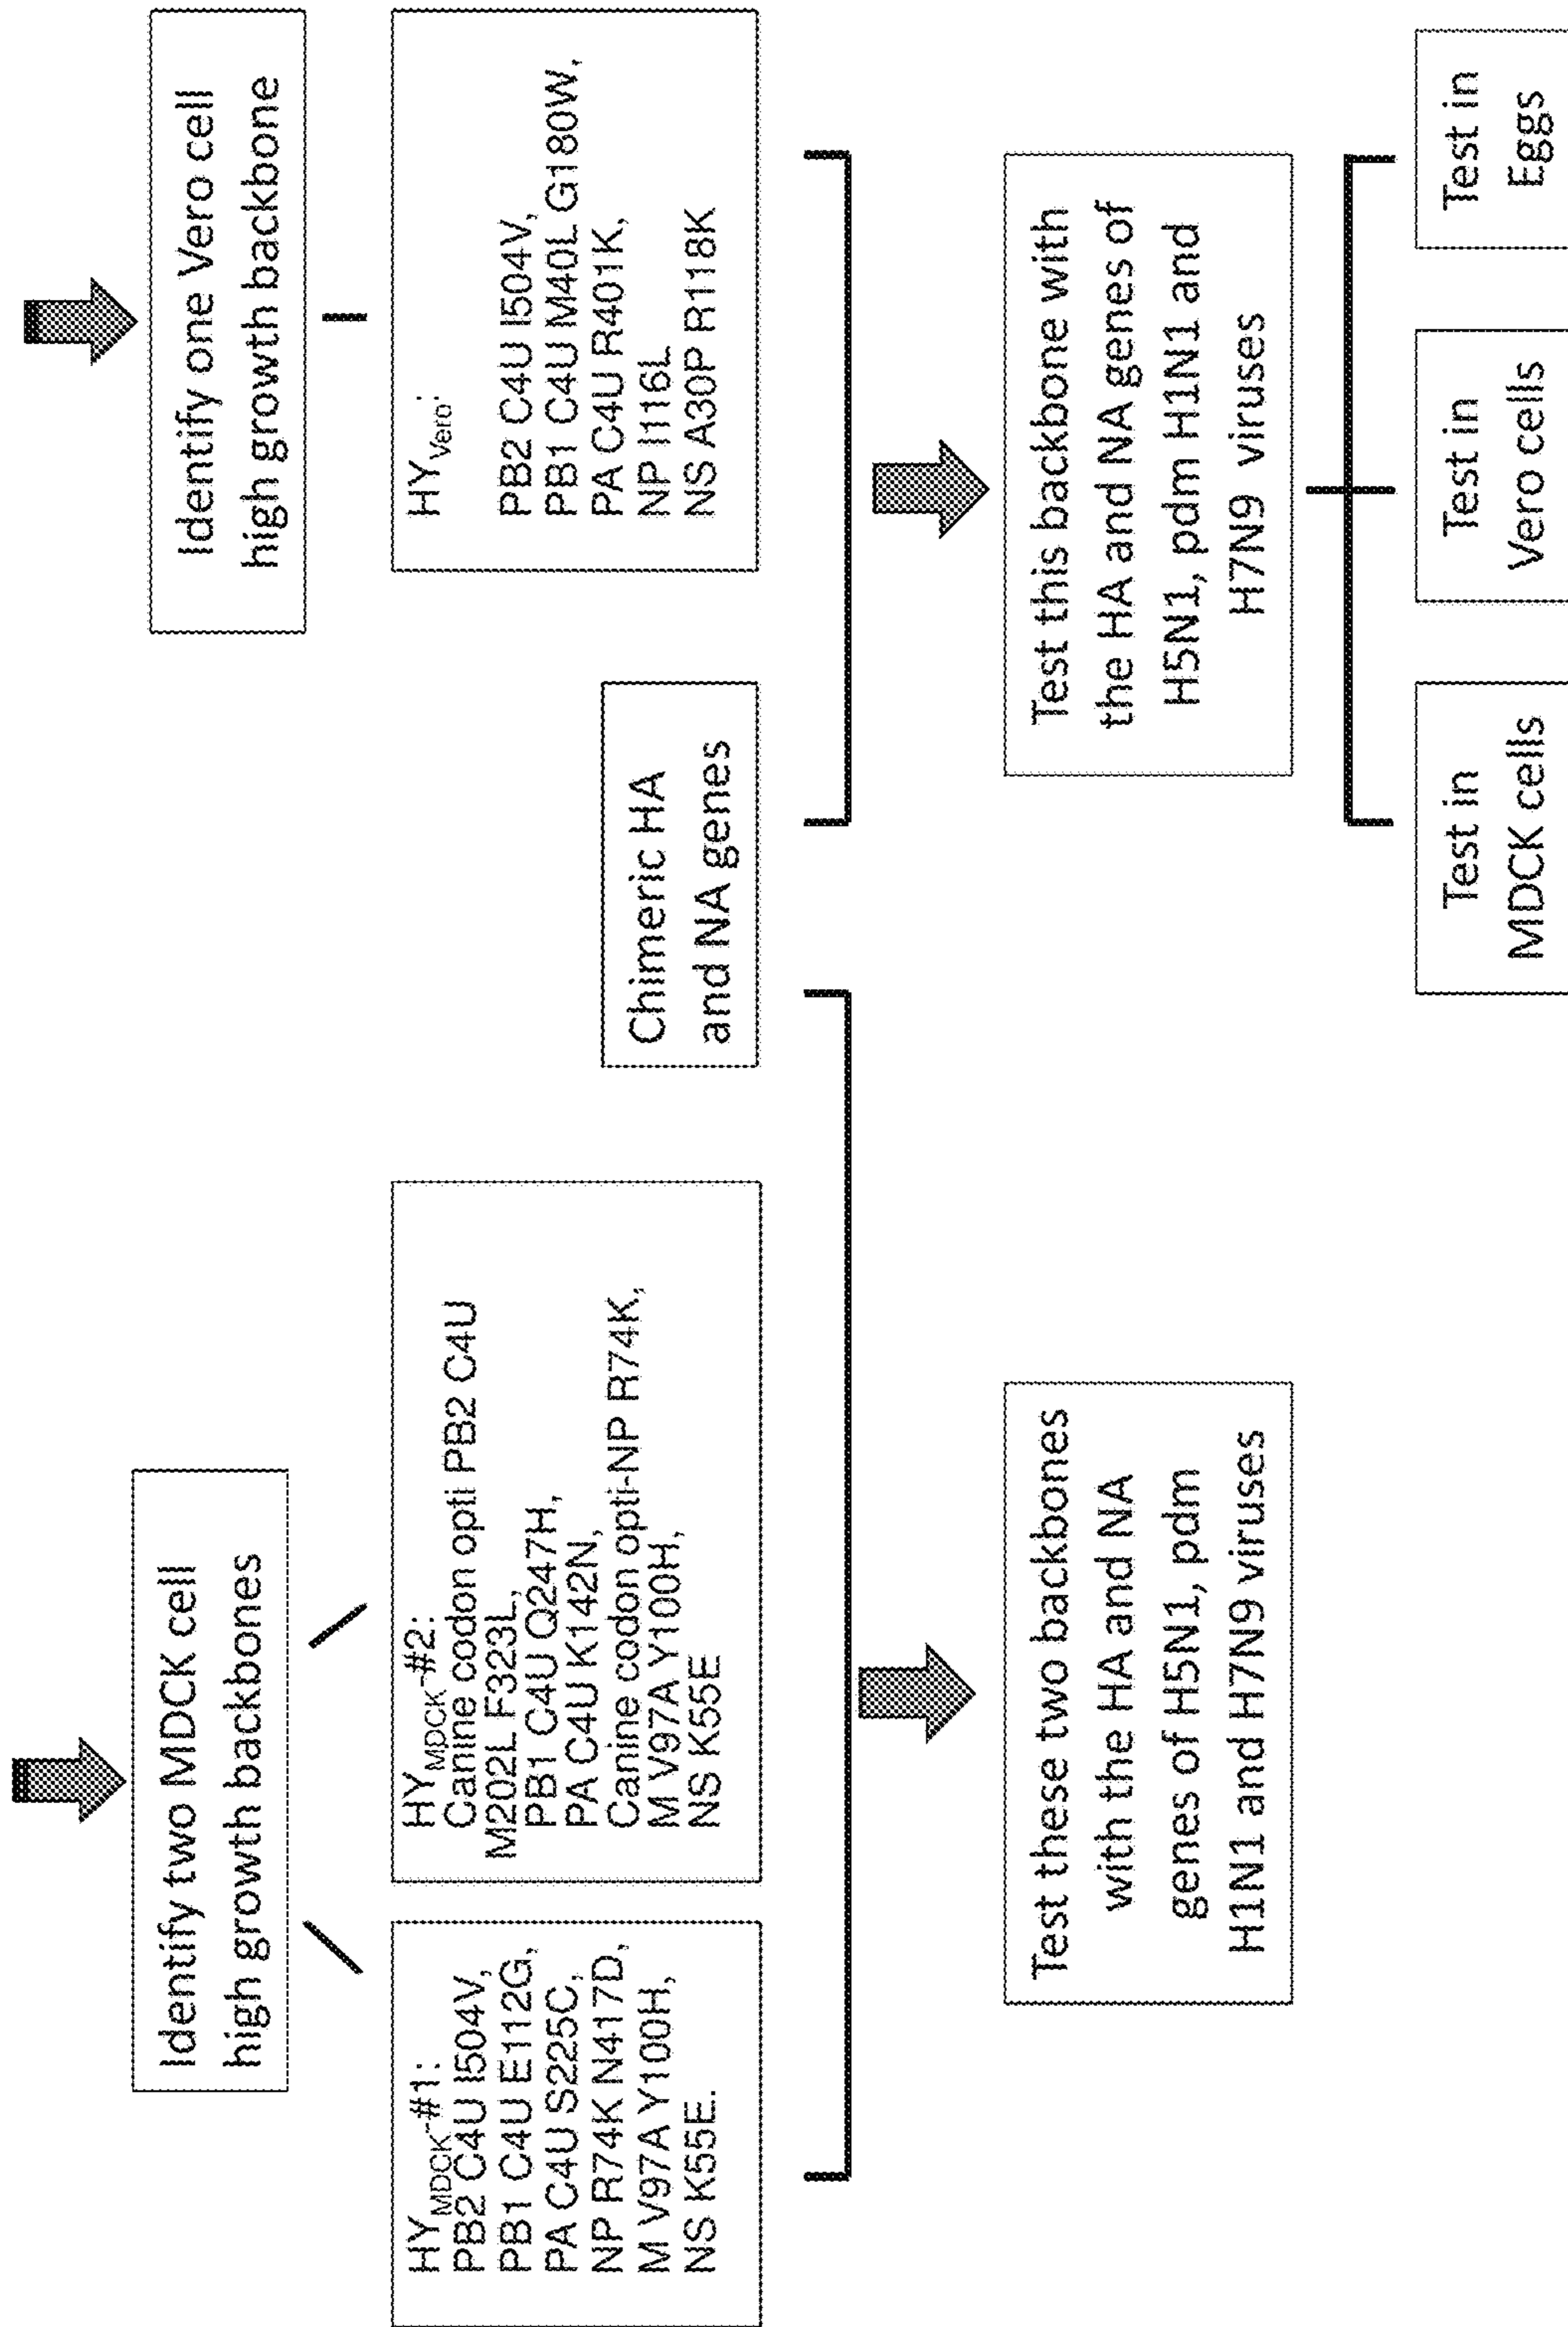 Identify two MDCK cell
high growth backbones
HY MDCK-#1:
PB2 C4U I504V,
PB1 C4U E112G,
PA C4U S225C,
NP R74K N417D,
M V97A Y100H,
NS K55E.
HY MDCK-#2:
Canine codon opti PB2 C4U
M202L F323L,
PB1 C4U Q247H,
PA C4U K142N,
Canine codon opti-NP R74K,
M V97A Y100H,
NS K55E
Chimeric HA
and NA genes
Test these two backbones
with the HA and NA
genes of H5N1, pdm
H1N1 and H7N9 viruses
Identify one Vero cell
high growth backbone
HY Vero:
PB2 C4U I504V,
PB1 C4U M40L G180W,
PA C4U R401K,
NP I116L
NS A30P R118K
Test this backbone with
the HA and NA genes of
H5N1, pdm H1N1 and
H7N9 viruses
Test in
MDCK cells
Test in
Vero cells
Test in
Eggs